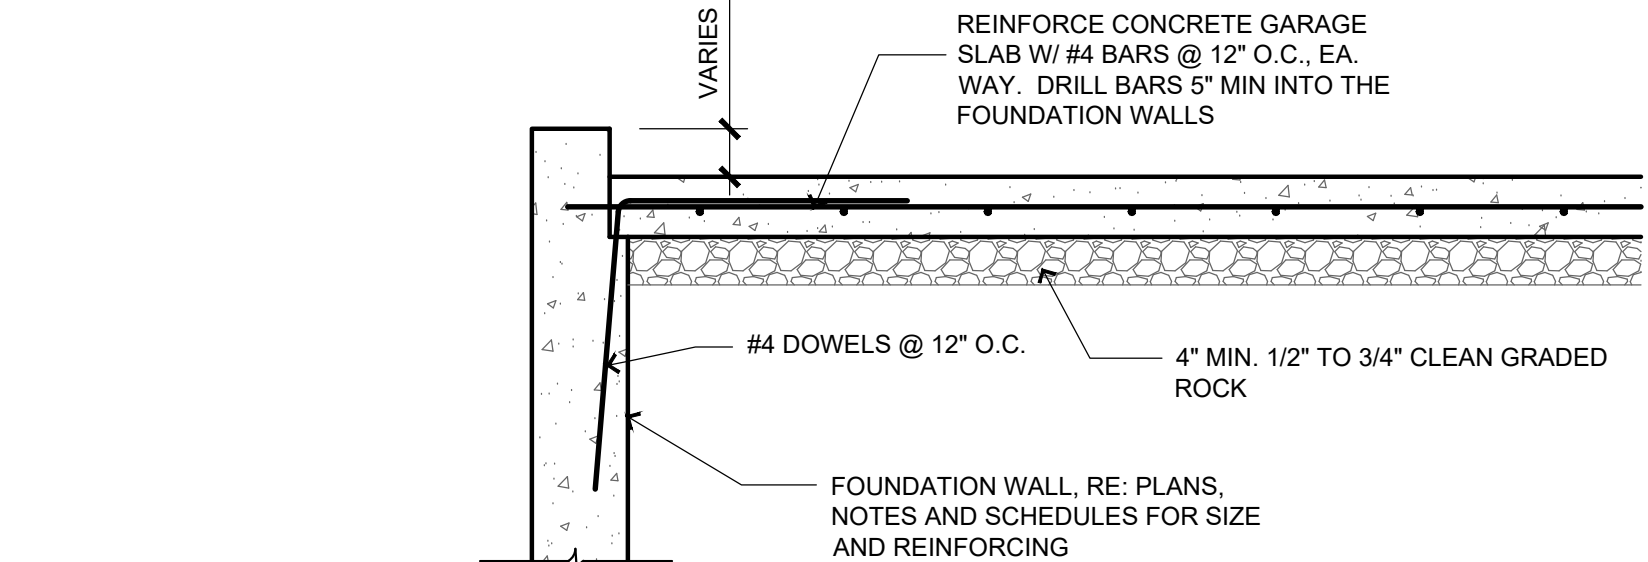 VARIES
REINFORCE CONCRETE GARAGE
SLAB W/ #4 BARS @ 12" O.C., EA.
WAY. DRILL BARS 5" MIN INTO THE
FOUNDATION WALLS
#4 DOWELS @ 12" O.C.
4" MIN. 1/2" TO 3/4" CLEAN GRADED
ROCK
FOUNDATION WALL, RE: PLANS,
NOTES AND SCHEDULES FOR SIZE
AND REINFORCING